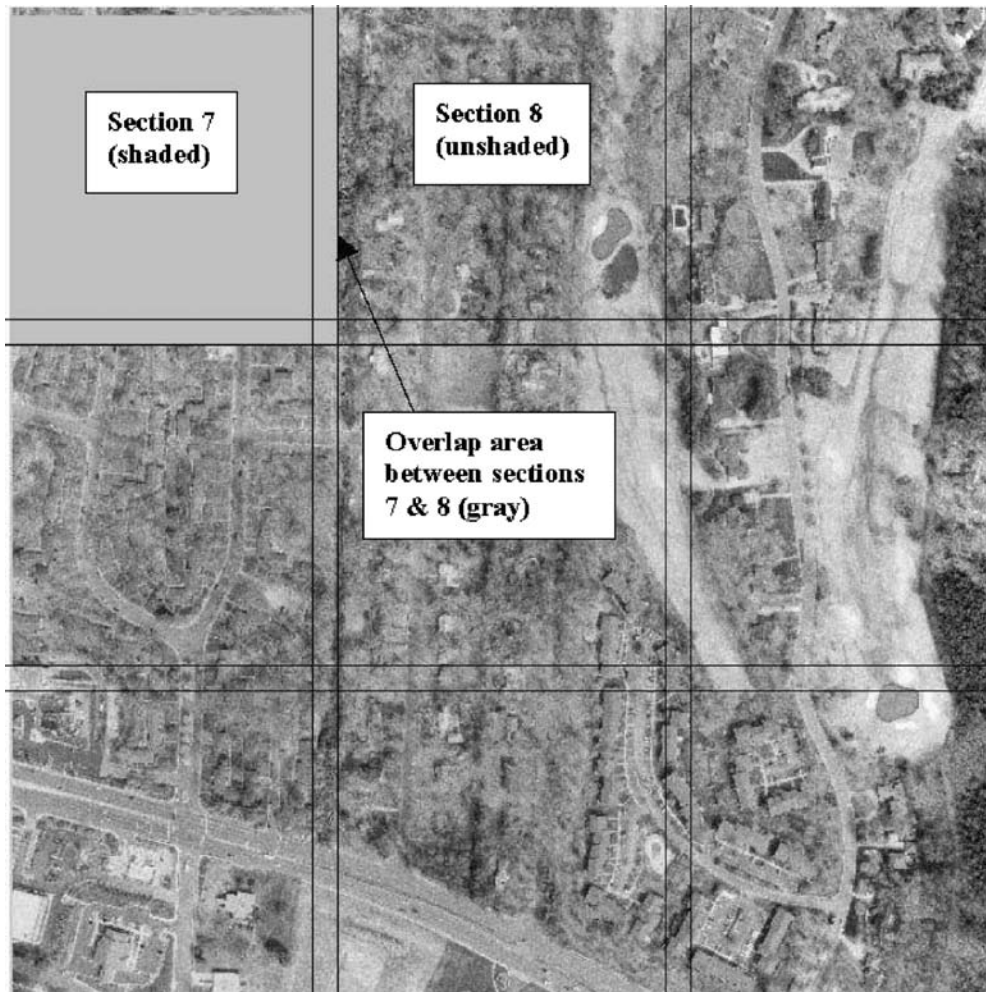 Section 7
(shaded)
Section 8
(unshaded)
Overlap area
between sections
7 & 8 (gray)